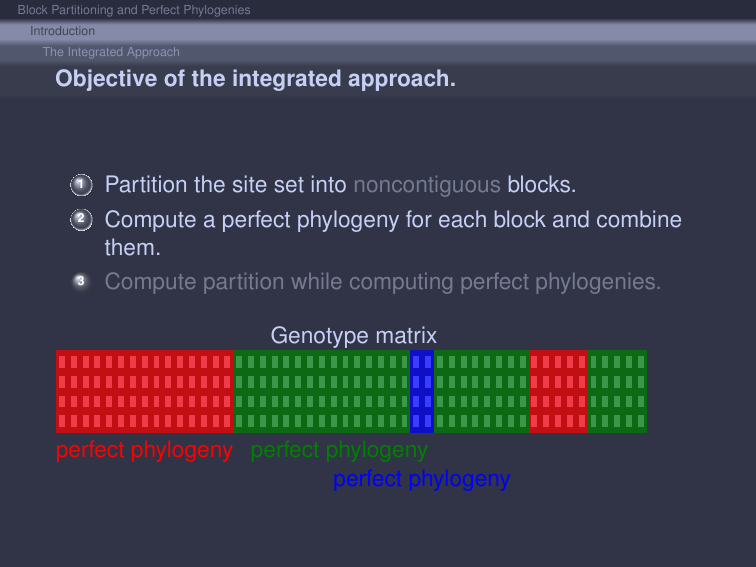 Block Partitioning and Perfect Phylogenies
Introduction
The Integrated Approach
Objective of the integrated approach.
1 Partition the site set into noncontiguous blocks.
2 Compute a perfect phylogeny for each block and combine
them.
3 Compute partition while computing perfect phylogenies.
Genotype matrix
perfect phylogeny perfect phylogeny
perfect phylogeny